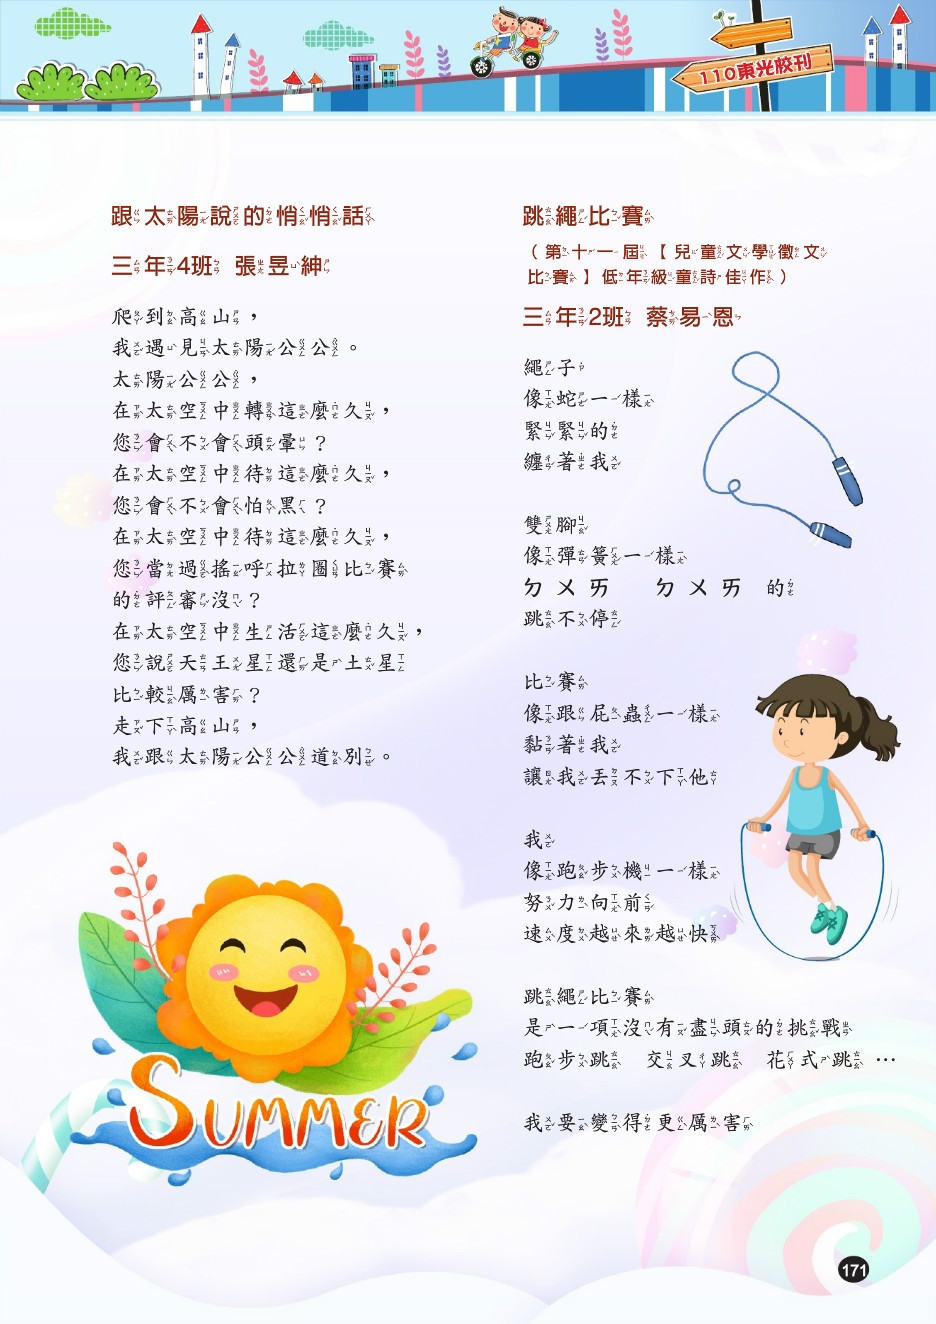 110東光校刊
跟太陽說的悄悄話
三年4班 張昱紳
爬到高山，
我遇見太陽公公。
太陽公公，
在太空中轉這麼久，
您會不會頭暈？
在太空中待這麼久，
您會不會怕黑？
在太空中待這麼久，
您當過搖呼拉圈比賽
的評審沒？
在太空中生活這麼久，
您說天王星還是土星
比較厲害？
走下高山，
我跟太陽公公道別。
SUMMER
跳繩比賽
（第十一屆【兒童文學徵文
比賽】低年級童詩佳作）
三年2班 蔡易恩
繩子
像蛇一樣
緊緊的
纏著我
雙腳
像彈簧一樣
ㄉㄨㄞ ㄉㄨㄞ 的
跳不停
比賽
像跟屁蟲一樣
黏著我
讓我丟不下他
我
像跑步機一樣
努力向前
速度越來越快
跳繩比賽
是一項沒有盡頭的挑戰
跑步跳 交叉跳 花式跳…
我要變得更厲害
171